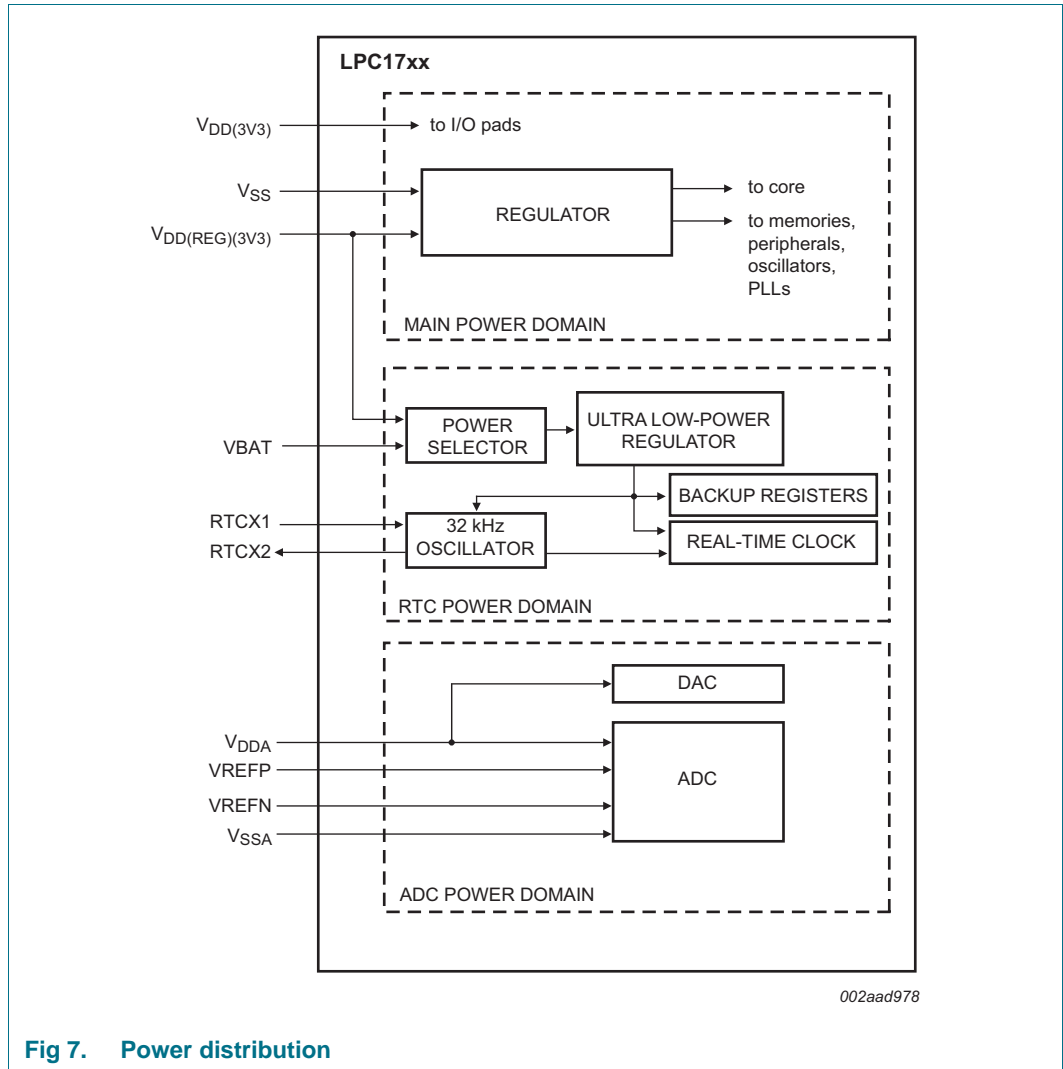 LPC17xx
VDD(3V3)
to I/O pads
VSS
REGULATOR
to core
VDD(REG)(3V3)
to memories,
peripherals,
oscillators,
PLLs
MAIN POWER DOMAIN
POWER
SELECTOR
ULTRA LOW-POWER
REGULATOR
VBAT
BACKUP REGISTERS
RTCX1
32 kHz
OSCILLATOR
REAL-TIME CLOCK
RTCX2
RTC POWER DOMAIN
DAC
VDDA
VREFP
ADC
VREFN
VSSA
ADC POWER DOMAIN
002aad978
Fig 7. Power distribution